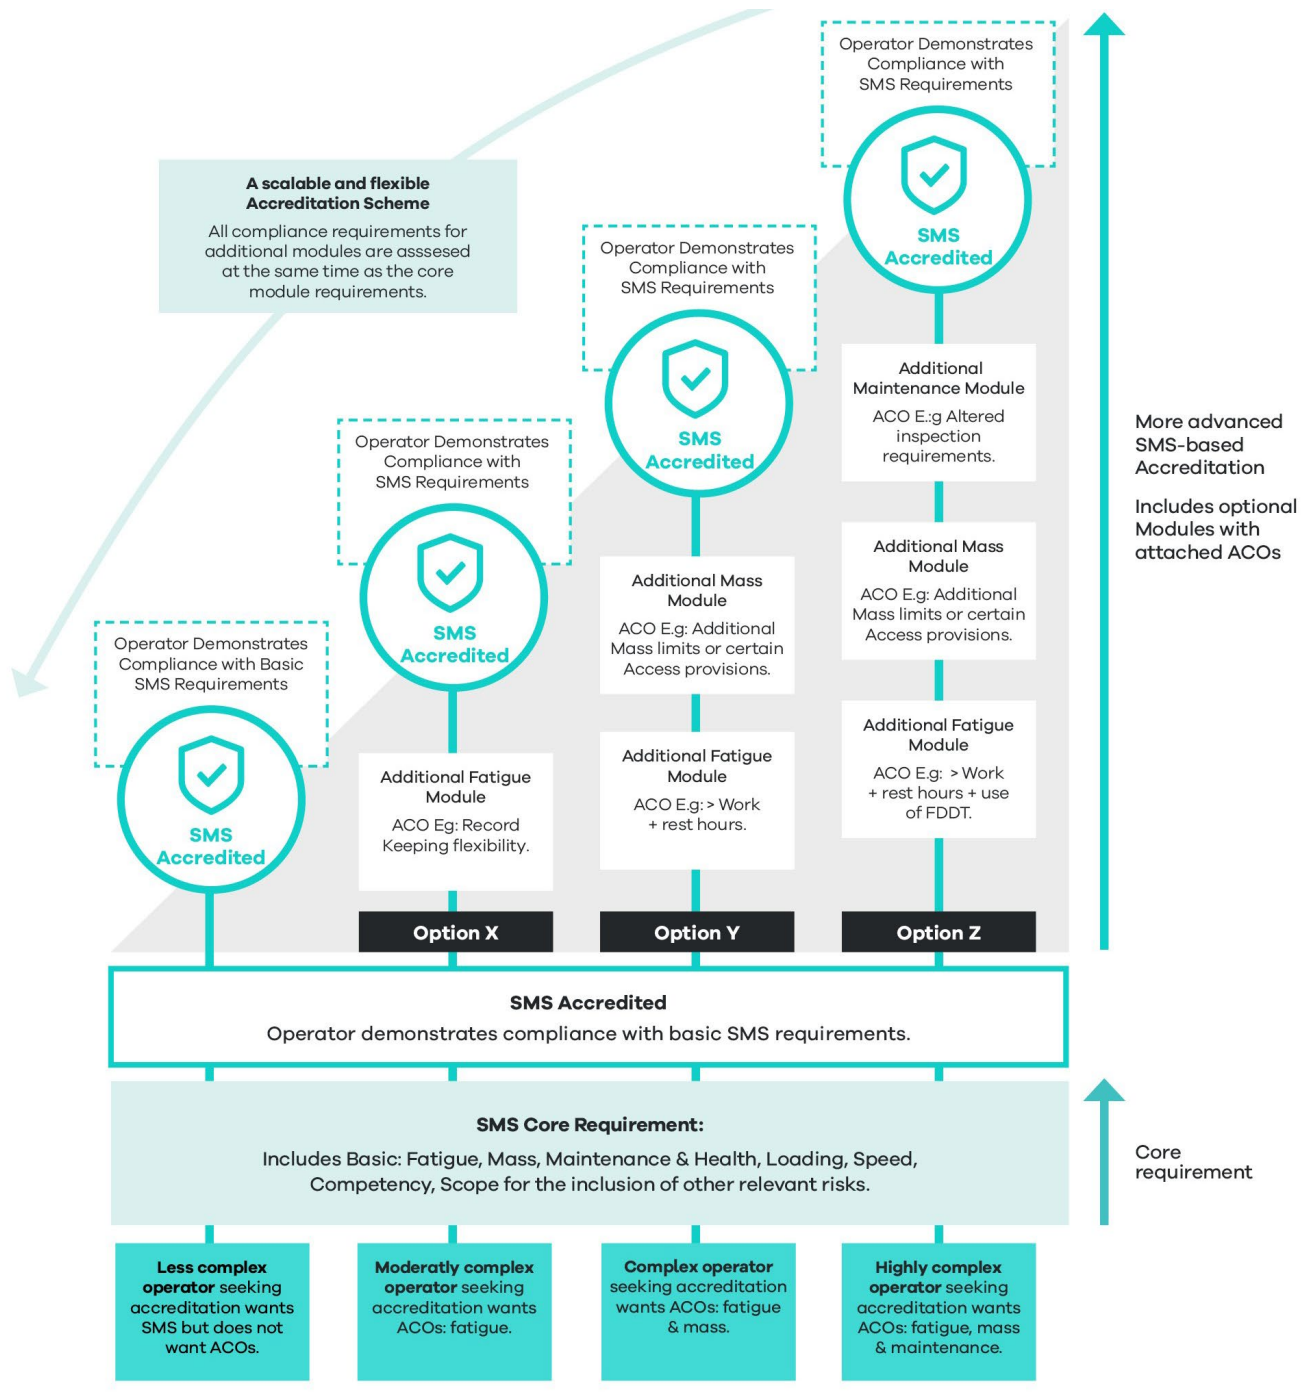 Operator Demonstrates
Compliance with
SMS Requirements
SMS
Accredited
A scalable and flexible
Accreditation Scheme
All compliance requirements for
additional modules are asssesed
at the same time as the core
module requirements.
Operator Demonstrates
Compliance with
SMS Requirements
SMS
Accredited
Additional
Maintenance Module
ACO E.:g Altered
inspection
requirements.
More advanced
SMS-based
Accreditation
Includes optional
Modules with
attached ACOs
Operator Demonstrates
Compliance with
SMS Requirements
SMS
Accredited
Additional Mass
Module
ACO E.g: Additional
Mass limits or certain
Access provisions.
Additional Mass
Module
ACO E.g: Additional
Mass limits or certain
Access provisions.
Operator Demonstrates
Compliance with Basic
SMS Requirements
SMS
Accredited
Additional Fatigue
Module
ACO Eg: Record
Keeping flexibility.
Additional Fatigue
Module
ACO E.g: > Work
+ rest hours.
Additional Fatigue
Module
ACO E.g:  > Work
+ rest hours + use
of FDDT.
Option X
Option Y
Option Z
SMS Accredited
Operator demonstrates compliance with basic SMS requirements.
SMS Core Requirement:
Includes Basic: Fatigue, Mass, Maintenance & Health, Loading, Speed,
Competency, Scope for the inclusion of other relevant risks.
Core
requirement
Less complex
operator seeking
accreditation wants
SMS but does not
want ACOs.
Moderatly complex
operator seeking
accreditation wants
ACOs: fatigue.
Complex operator
seeking accreditation
wants ACOs: fatigue
& mass.
Highly complex
operator seeking
accreditation wants
ACOs: fatigue, mass
& maintenance.